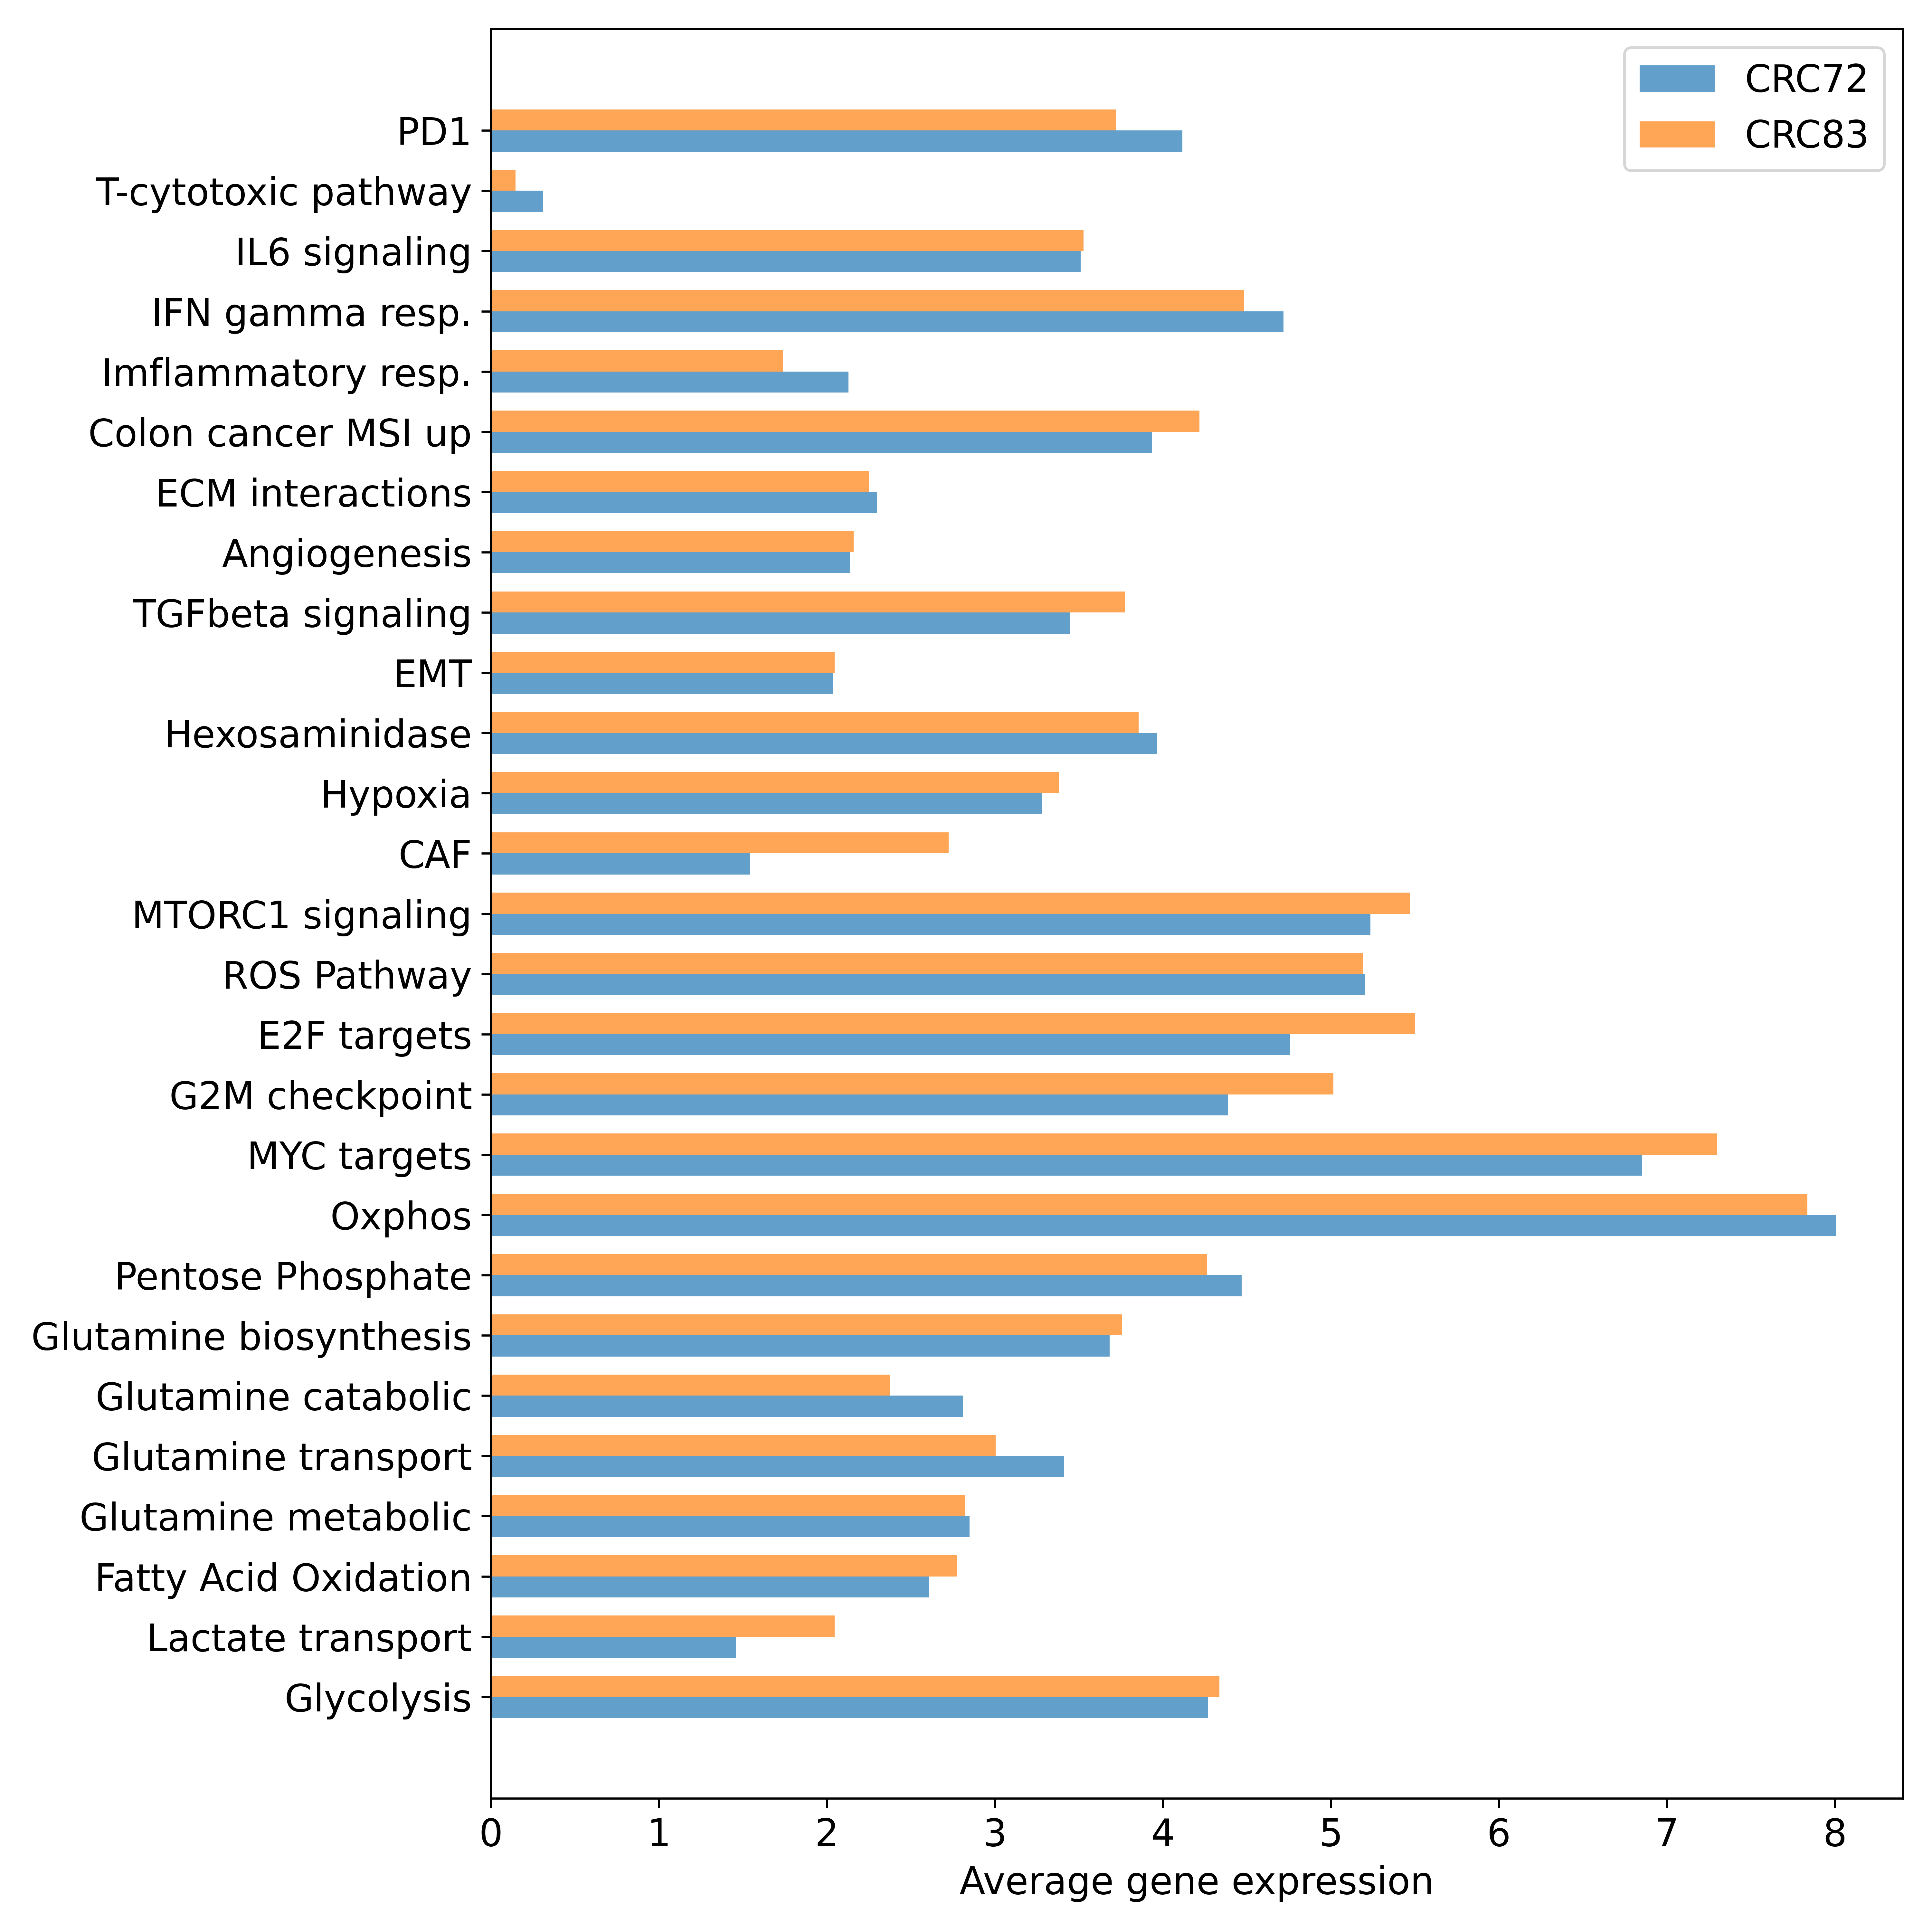 CRC72
CRC83
PD1
T-cytotoxic pathway
IL6 signaling
IFN gamma resp.
Imflammatory resp.
Colon cancer MSI up
ECM interactions
Angiogenesis
TGFbeta signaling
EMT
Hexosaminidase
Hypoxia
CAF
MTORC1 signaling
ROS Pathway
E2F targets
G2M checkpoint
MYC targets
Oxphos
Pentose Phosphate
Glutamine biosynthesis
Glutamine catabolic
Glutamine transport
Glutamine metabolic
Fatty Acid Oxidation
Lactate transport
Glycolysis
0 1 2 3 4 5 6 7 8
Average gene expression